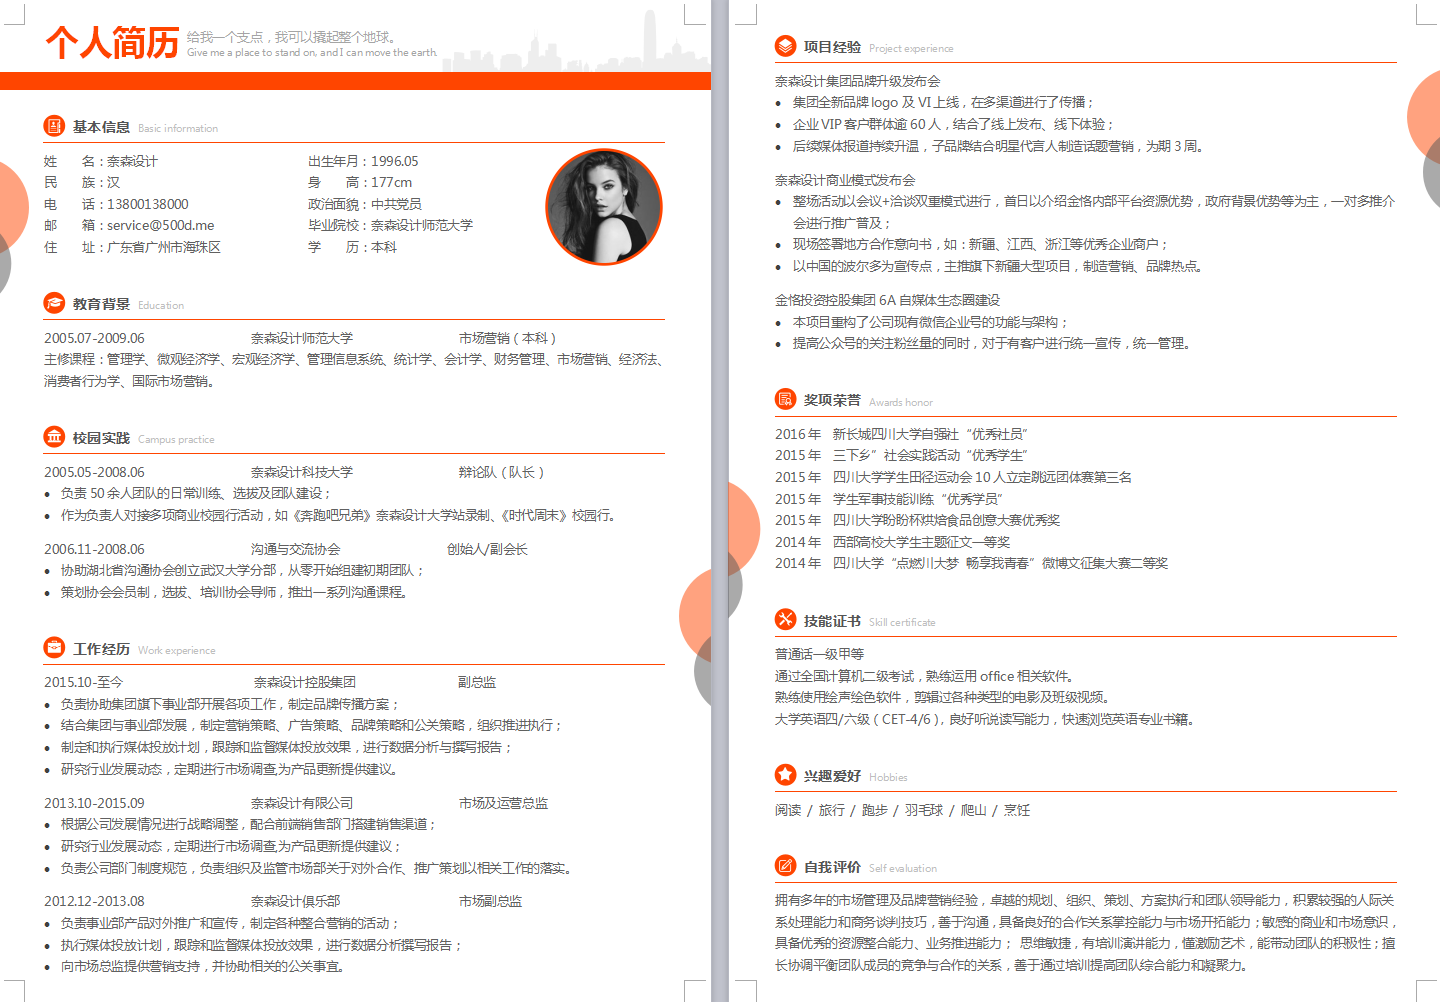 个人简历
给我一个支点，我可以撬起整个地球。
Give me a place to stand on, and I can move the earth.
基本信息 Basic information
姓　　名：奈森设计 出生年月：1996.05
民　　族：汉 身　　高：177cm
电　　话：13800138000 政治面貌：中共党员
邮　　箱：service@500d.me 毕业院校：奈森设计师范大学
住　　址：广东省广州市海珠区 学　　历：本科
教育背景 Education
2005.07-2009.06 奈森设计师范大学 市场营销（本科）
主修课程：管理学、微观经济学、宏观经济学、管理信息系统、统计学、会计学、财务管理、市场营销、经济法、
消费者行为学、国际市场营销。
校园实践 Campus practice
2005.05-2008.06 奈森设计科技大学 辩论队（队长）
● 负责 50 余人团队的日常训练、选拔及团队建设；
● 作为负责人对接多项商业校园行活动，如《奔跑吧兄弟》奈森设计大学站录制、《时代周末》校园行。
2006.11-2008.06 沟通与交流协会 创始人/副会长
● 协助湖北省沟通协会创立武汉大学分部，从零开始组建初期团队；
● 策划协会会员制，选拔、培训协会导师，推出一系列沟通课程。
工作经历 Work experience
2015.10-至今 奈森设计控股集团 副总监
● 负责协助集团旗下事业部开展各项工作，制定品牌传播方案；
● 结合集团与事业部发展，制定营销策略、广告策略、品牌策略和公关策略，组织推进执行；
● 制定和执行媒体投放计划，跟踪和监督媒体投放效果，进行数据分析与撰写报告；
● 研究行业发展动态，定期进行市场调查,为产品更新提供建议。
2013.10-2015.09 奈森设计有限公司 市场及运营总监
● 根据公司发展情况进行战略调整，配合前端销售部门搭建销售渠道；
● 研究行业发展动态，定期进行市场调查,为产品更新提供建议；
● 负责公司部门制度规范，负责组织及监管市场部关于对外合作、推广策划以相关工作的落实。
2012.12-2013.08 奈森设计俱乐部 市场副总监
● 负责事业部产品对外推广和宣传，制定各种整合营销的活动；
● 执行媒体投放计划，跟踪和监督媒体投放效果，进行数据分析撰写报告；
● 向市场总监提供营销支持，并协助相关的公关事宜。
项目经验 Project experience
奈森设计集团品牌升级发布会
● 集团全新品牌 logo 及 VI 上线，在多渠道进行了传播；
● 企业 VIP 客户群体逾 60 人，结合了线上发布、线下体验；
● 后续媒体报道持续升温，子品牌结合明星代言人制造话题营销，为期 3 周。
奈森设计商业模式发布会
● 整场活动以会议+洽谈双重模式进行，首日以介绍金恪内部平台资源优势，政府背景优势等为主，一对多推介
会进行推广普及；
● 现场签署地方合作意向书，如：新疆、江西、浙江等优秀企业商户；
● 以中国的波尔多为宣传点，主推旗下新疆大型项目，制造营销、品牌热点。
金恪投资控股集团 6A 自媒体生态圈建设
● 本项目重构了公司现有微信企业号的功能与架构；
● 提高公众号的关注粉丝量的同时，对于有客户进行统一宣传，统一管理。
奖项荣誉 Awards honor
2016 年 新长城四川大学自强社“优秀社员”
2015 年 三下乡”社会实践活动“优秀学生”
2015 年 四川大学学生田径运动会 10 人立定跳远团体赛第三名
2015 年 学生军事技能训练“优秀学员”
2015 年 四川大学盼盼杯烘焙食品创意大赛优秀奖
2014 年 西部高校大学生主题征文一等奖
2014 年 四川大学“点燃川大梦 畅享我青春”微博文征集大赛二等奖
技能证书 Skill certificate
普通话一级甲等
通过全国计算机二级考试，熟练运用 office 相关软件。
熟练使用绘声绘色软件，剪辑过各种类型的电影及班级视频。
大学英语四/六级（CET-4/6），良好听说读写能力，快速浏览英语专业书籍。
兴趣爱好 Hobbies
阅读 / 旅行 / 跑步 / 羽毛球 / 爬山 / 烹饪
自我评价 Self evaluation
拥有多年的市场管理及品牌营销经验，卓越的规划、组织、策划、方案执行和团队领导能力，积累较强的人际关
系处理能力和商务谈判技巧，善于沟通，具备良好的合作关系掌控能力与市场开拓能力；敏感的商业和市场意识，
具备优秀的资源整合能力、业务推进能力； 思维敏捷，有培训演讲能力，懂激励艺术，能带动团队的积极性；擅
长协调平衡团队成员的竞争与合作的关系，善于通过培训提高团队综合能力和凝聚力。